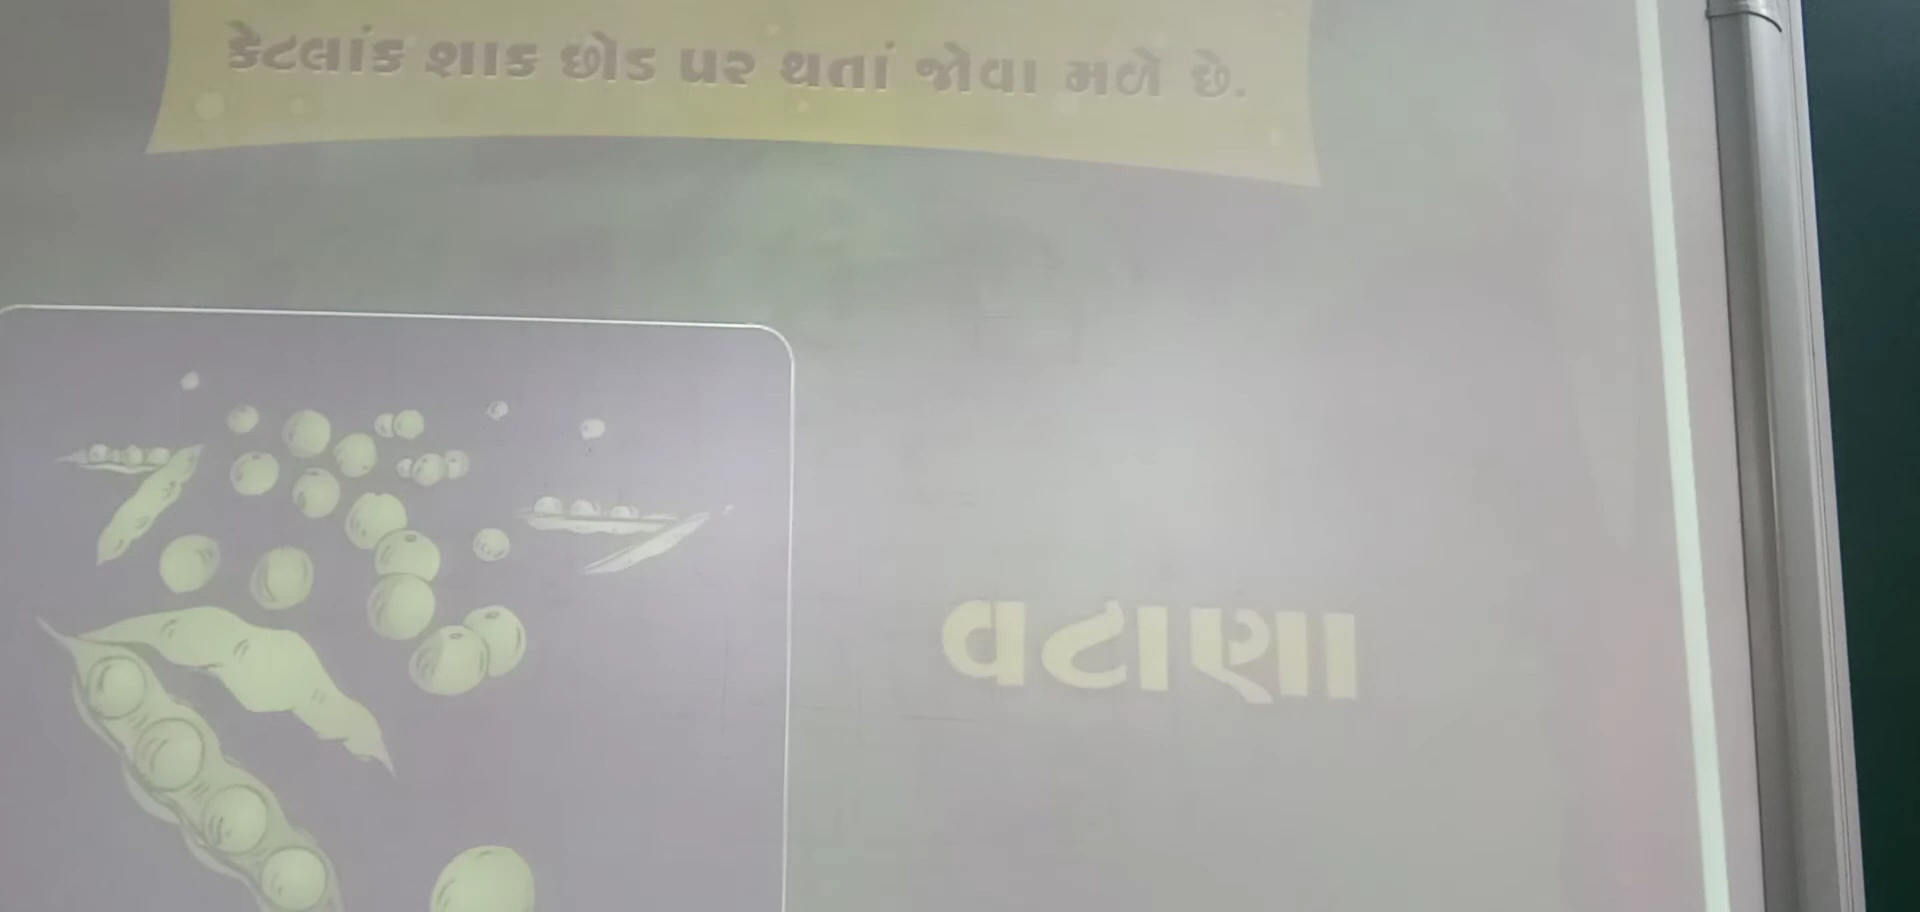 કેટલાંક શાક છોડ પર થતાં જોવા મળે છે.
વટાણા